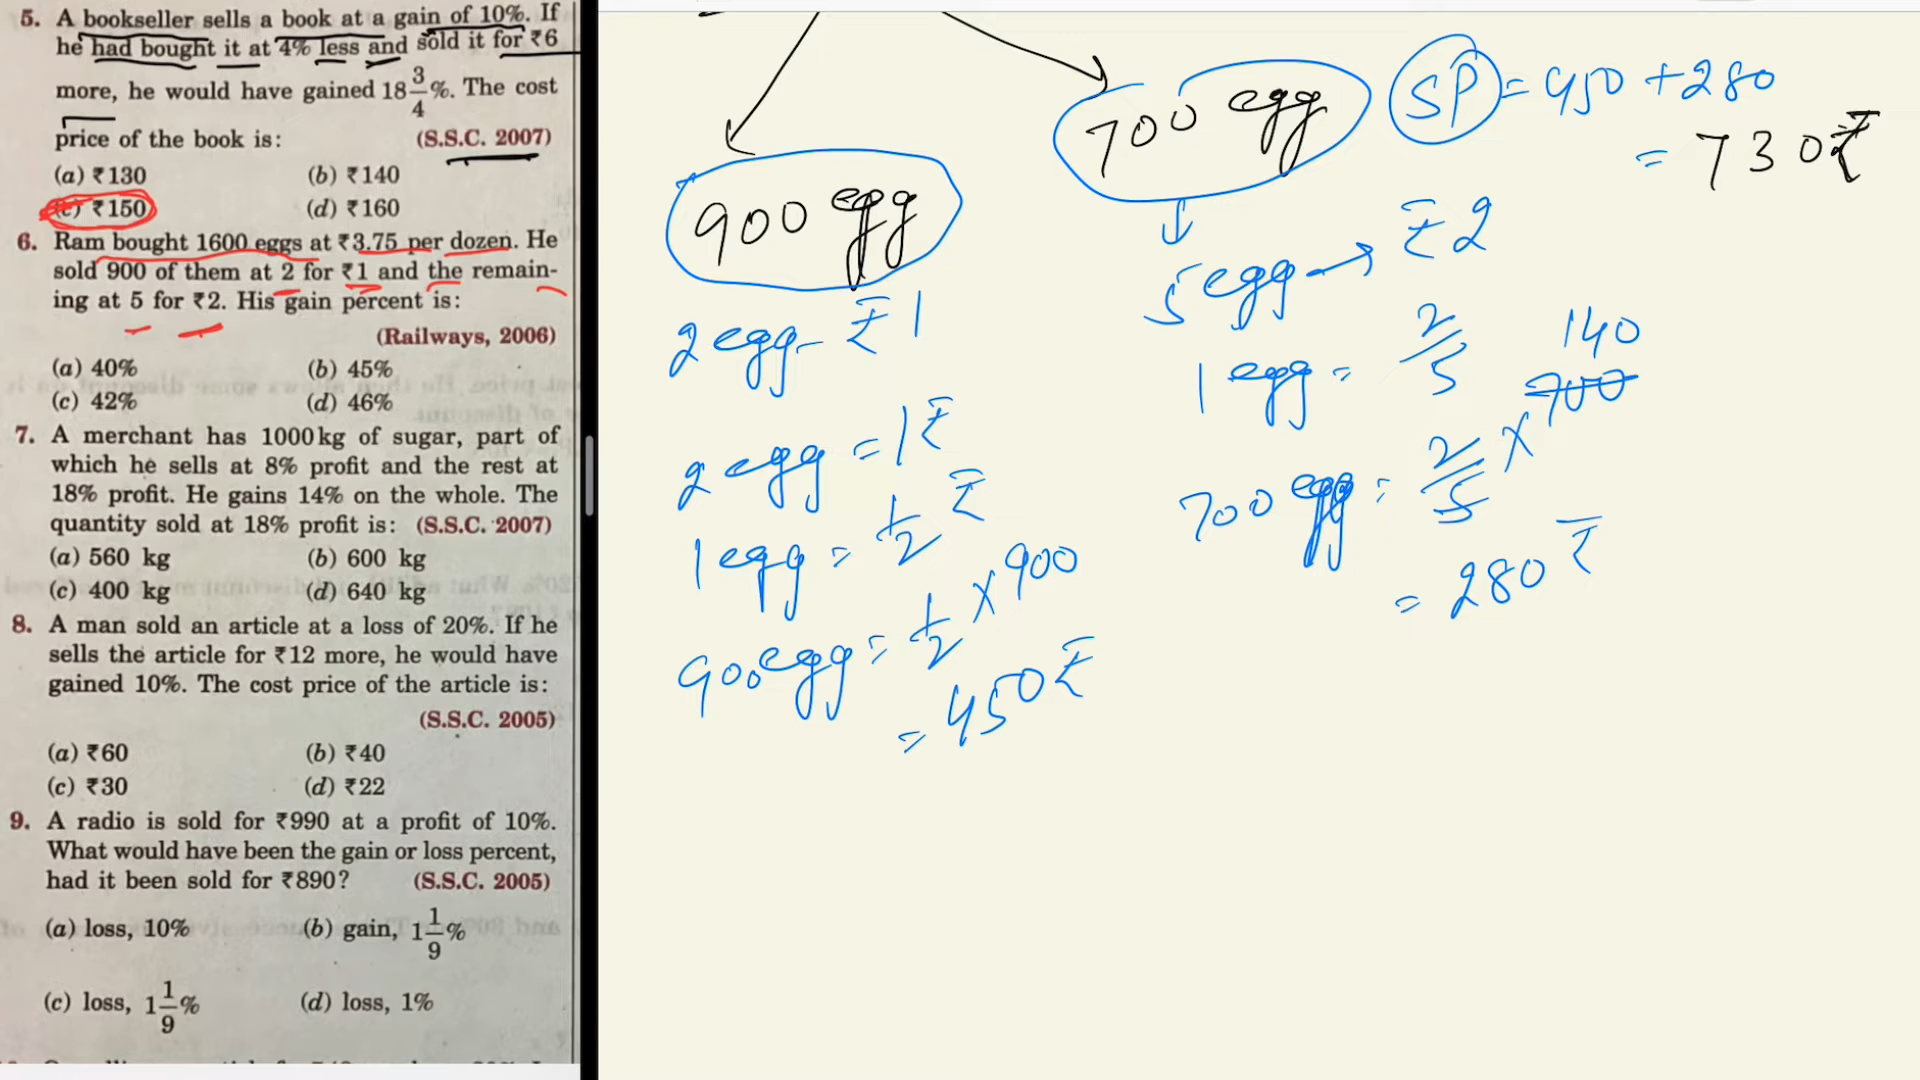 5. A bookseller sells a book at a gain of 10%. If
he had bought it at 4% less and sold it for ₹6
more, he would have gained 18 3/4 %. The cost
price of the book is: (S.S.C. 2007)
(a) ₹130 (b) ₹140
(c) ₹150 (d) ₹160
6. Ram bought 1600 eggs at ₹3.75 per dozen. He
sold 900 of them at 2 for ₹1 and the remain-
ing at 5 for ₹2. His gain percent is:
(Railways, 2006)
(a) 40% (b) 45%
(c) 42% (d) 46%
7. A merchant has 1000 kg of sugar, part of
which he sells at 8% profit and the rest at
18% profit. He gains 14% on the whole. The
quantity sold at 18% profit is: (S.S.C. 2007)
(a) 560 kg (b) 600 kg
(c) 400 kg (d) 640 kg
8. A man sold an article at a loss of 20%. If he
sells the article for ₹12 more, he would have
gained 10%. The cost price of the article is:
(S.S.C. 2005)
(a) ₹60 (b) ₹40
(c) ₹30 (d) ₹22
9. A radio is sold for ₹990 at a profit of 10%.
What would have been the gain or loss percent,
had it been sold for ₹890? (S.S.C. 2005)
(a) loss, 10% (b) gain, 1 1/9 %
(c) loss, 1 1/9 % (d) loss, 1%
900 egg
2 egg - ₹1
2 egg = 1₹
1 egg = 1/2 ₹
900 egg = 1/2 × 900
= 450₹
700 egg
5 egg → ₹2
1 egg = 2/5
140
700 egg = 2/5 × 700
= 280₹
SP = 450 + 280
= 730₹